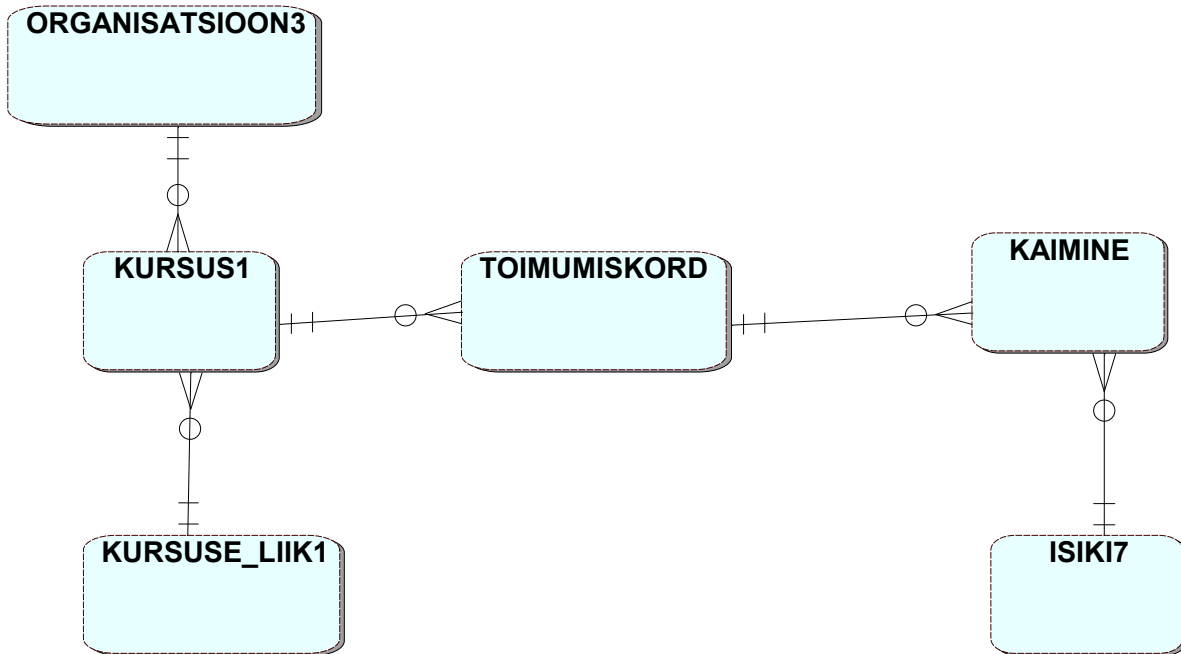 ORGANISATSIOON3
KURSUS1
TOIMUMISKORD
KAIMINE
KURSUSE_LIIK1
ISIKI7